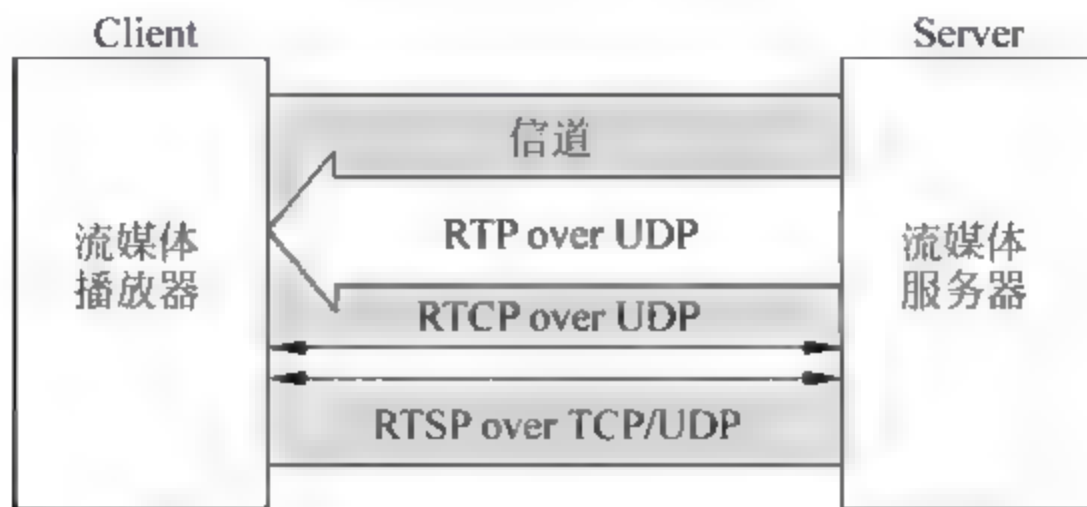 Client
Server
信道
流媒体
播放器
RTP over UDP
流媒体
服务器
RTCP over UDP
RTSP over TCP/UDP